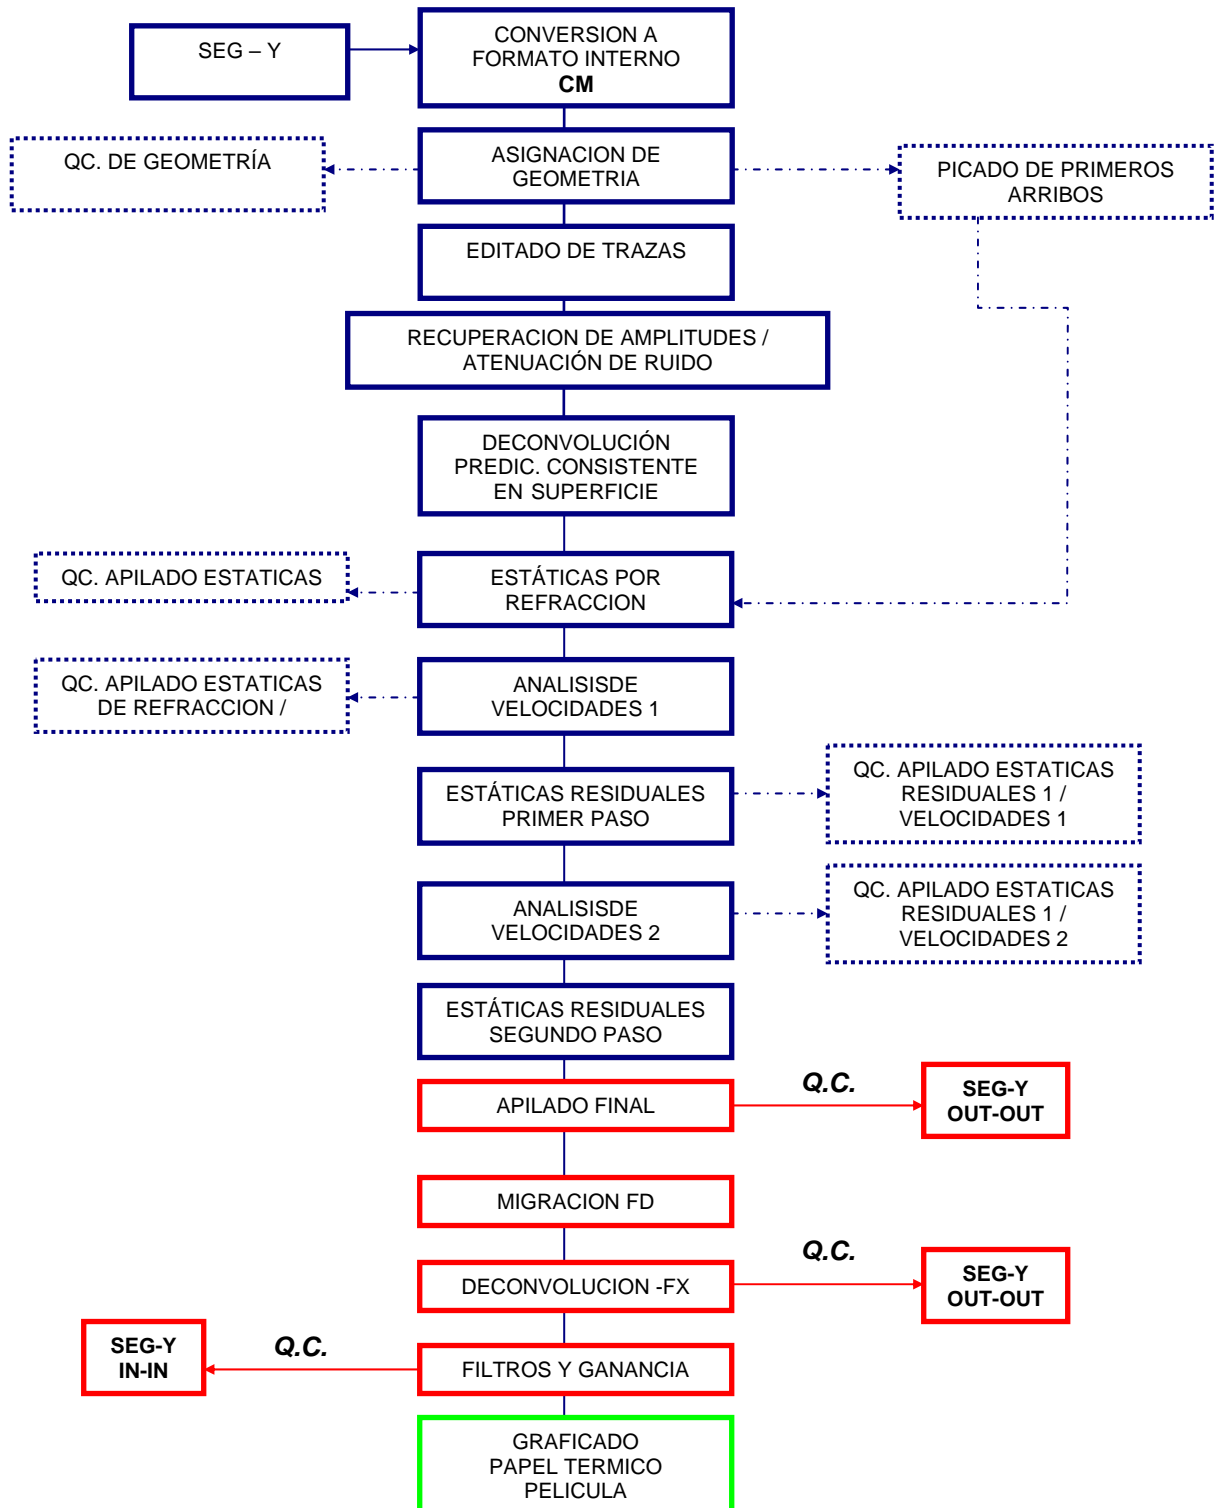 SEG – Y
CONVERSION A
FORMATO INTERNO
CM
QC. DE GEOMETRÍA
ASIGNACION DE
GEOMETRIA
PICADO DE PRIMEROS
ARRIBOS
EDITADO DE TRAZAS
RECUPERACION DE AMPLITUDES /
ATENUACIÓN DE RUIDO
DECONVOLUCIÓN
PREDIC. CONSISTENTE
EN SUPERFICIE
QC. APILADO ESTATICAS
ESTÁTICAS POR
REFRACCION
QC. APILADO ESTATICAS
DE REFRACCION /
ANALISISDE
VELOCIDADES 1
ESTÁTICAS RESIDUALES
PRIMER PASO
QC. APILADO ESTATICAS
RESIDUALES 1 /
VELOCIDADES 1
ANALISISDE
VELOCIDADES 2
QC. APILADO ESTATICAS
RESIDUALES 1 /
VELOCIDADES 2
ESTÁTICAS RESIDUALES
SEGUNDO PASO
APILADO FINAL
Q.C.
SEG-Y
OUT-OUT
MIGRACION FD
DECONVOLUCION -FX
Q.C.
SEG-Y
OUT-OUT
SEG-Y
IN-IN
Q.C.
FILTROS Y GANANCIA
GRAFICADO
PAPEL TERMICO
PELICULA